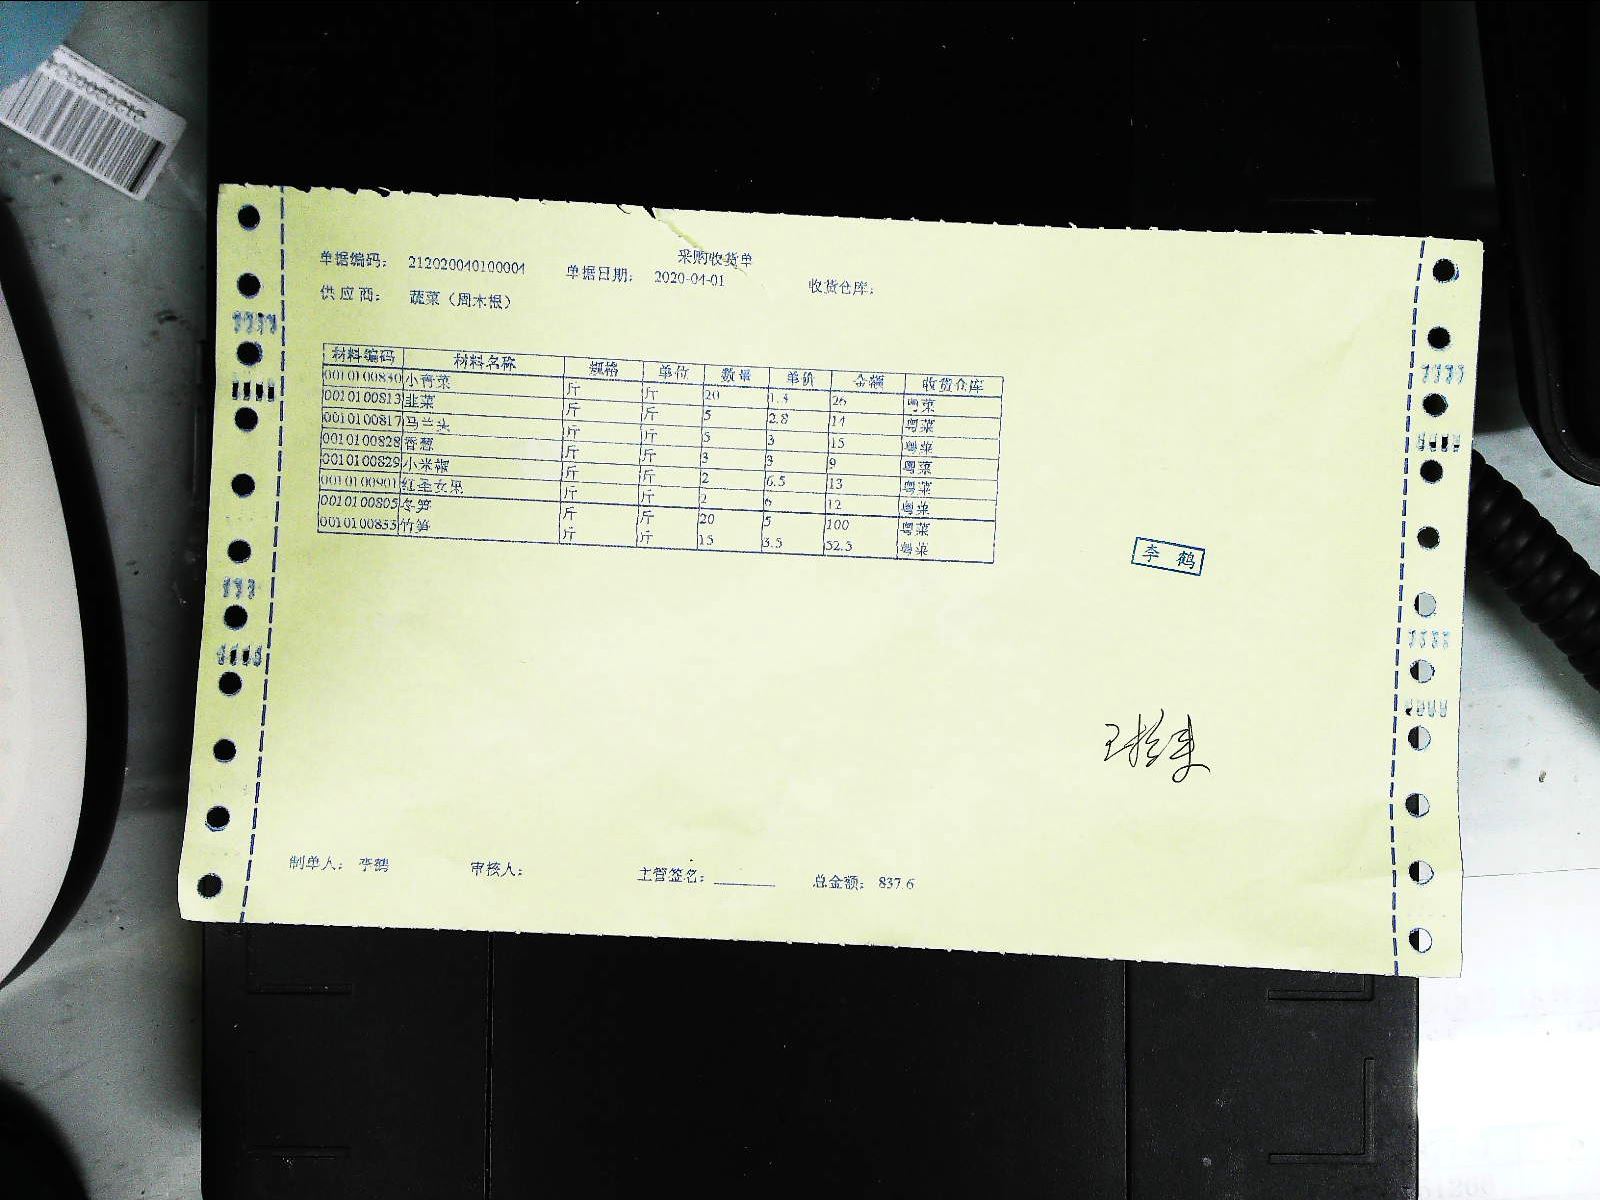 采购收货单
单据编码： 212020040100004 单据日期： 2020-04-01 收货仓库：
供应商： 蔬菜（周木根）
材料编码 材料名称 规格 单位 数量 单价 金额 收货仓库
0010100830 小青菜 斤 斤 20 1.3 26 粤菜
0010100813 韭菜 斤 斤 5 2.8 14 粤菜
0010100817 马兰头 斤 斤 5 3 15 粤菜
0010100828 香葱 斤 斤 3 3 9 粤菜
0010100829 小米椒 斤 斤 2 6.5 13 粤菜
0010100901 红圣女果 斤 斤 2 6 12 粤菜
0010100805 冬笋 斤 斤 20 5 100 粤菜
0010100833 竹笋 斤 斤 15 3.5 52.5 粤菜
李 鹤
制单人： 李鹤 审核人： 主管签名： 总金额： 837.6